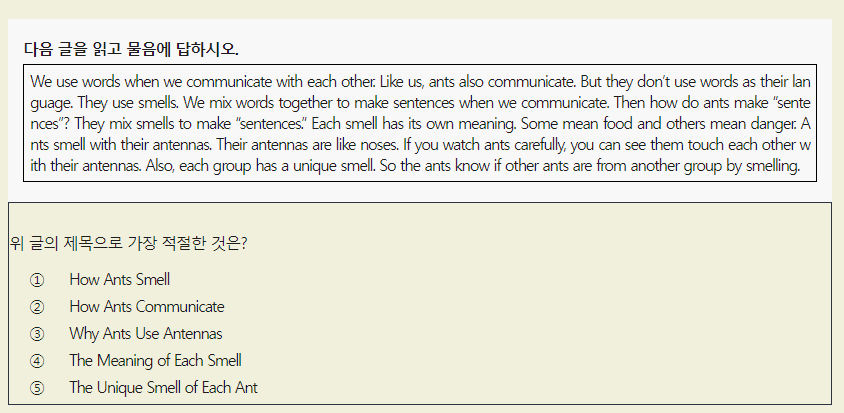 다음 글을 읽고 물음에 답하시오.
We use words when we communicate with each other. Like us, ants also communicate. But they don't use words as their lan
guage. They use smells. We mix words together to make sentences when we communicate. Then how do ants make "sente
nces"? They mix smells to make "sentences." Each smell has its own meaning. Some mean food and others mean danger. A
nts smell with their antennas. Their antennas are like noses. If you watch ants carefully, you can see them touch each other w
ith their antennas. Also, each group has a unique smell. So the ants know if other ants are from another group by smelling.
위 글의 제목으로 가장 적절한 것은?
① How Ants Smell
② How Ants Communicate
③ Why Ants Use Antennas
④ The Meaning of Each Smell
⑤ The Unique Smell of Each Ant